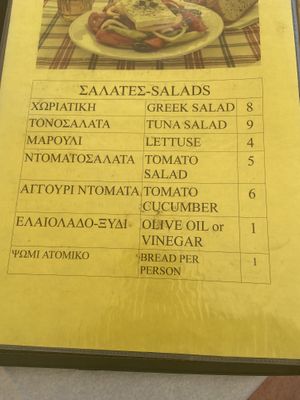 ΣΑΛΑΤΕΣ-SALADS
ΧΩΡΙΑΤΙΚΗ GREEK SALAD 8
ΤΟΝΟΣΑΛΑΤΑ TUNA SALAD 9
ΜΑΡΟΥΛΙ LETTUSE 4
ΝΤΟΜΑΤΟΣΑΛΑΤΑ TOMATO 5
SALAD
ΑΓΓΟΥΡΙ ΝΤΟΜΑΤΑ TOMATO 6
CUCUMBER
ΕΛΑΙΟΛΑΔΟ-ΞΥΔΙ OLIVE OIL or 1
VINEGAR
ΨΩΜΙ ΑΤΟΜΙΚΟ BREAD PER 1
PERSON